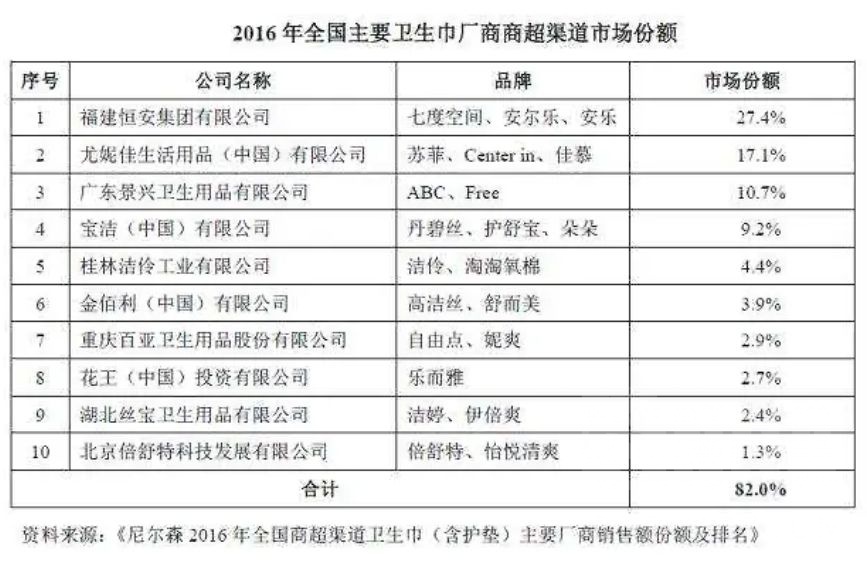 2016 年全国主要卫生巾厂商商超渠道市场份额
序号 公司名称 品牌 市场份额
1 福建恒安集团有限公司 七度空间、安尔乐、安乐 27.4%
2 尤妮佳生活用品（中国）有限公司 苏菲、Center in、佳慕 17.1%
3 广东景兴卫生用品有限公司 ABC、Free 10.7%
4 宝洁（中国）有限公司 丹碧丝、护舒宝、朵朵 9.2%
5 桂林洁伶工业有限公司 洁伶、淘淘氧棉 4.4%
6 金佰利（中国）有限公司 高洁丝、舒而美 3.9%
7 重庆百亚卫生用品股份有限公司 自由点、妮爽 2.9%
8 花王（中国）投资有限公司 乐而雅 2.7%
9 湖北丝宝卫生用品有限公司 洁婷、伊倍爽 2.4%
10 北京倍舒特科技发展有限公司 倍舒特、怡悦清爽 1.3%
合计 82.0%
资料来源：《尼尔森 2016 年全国商超渠道卫生巾（含护垫）主要厂商销售额份额及排名》